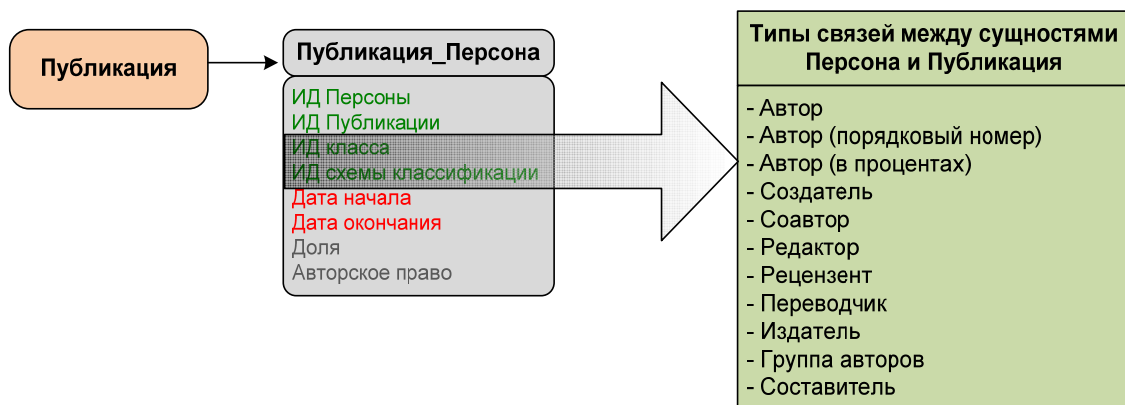 Публикация
Публикация_Персона
ИД Персоны
ИД Публикации
ИД класса
ИД схемы классификации
Дата начала
Дата окончания
Доля
Авторское право
Типы связей между сущностями
Персона и Публикация
- Автор
- Автор (порядковый номер)
- Автор (в процентах)
- Создатель
- Соавтор
- Редактор
- Рецензент
- Переводчик
- Издатель
- Группа авторов
- Составитель